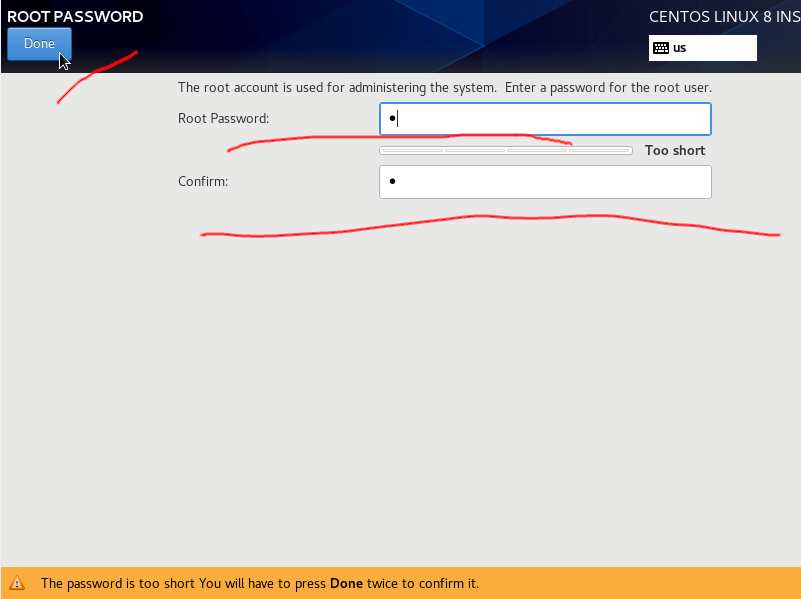 ROOT PASSWORD
CENTOS LINUX 8 INS
Done
us
The root account is used for administering the system.  Enter a password for the root user.
Root Password:
Too short
Confirm:
The password is too short You will have to press Done twice to confirm it.